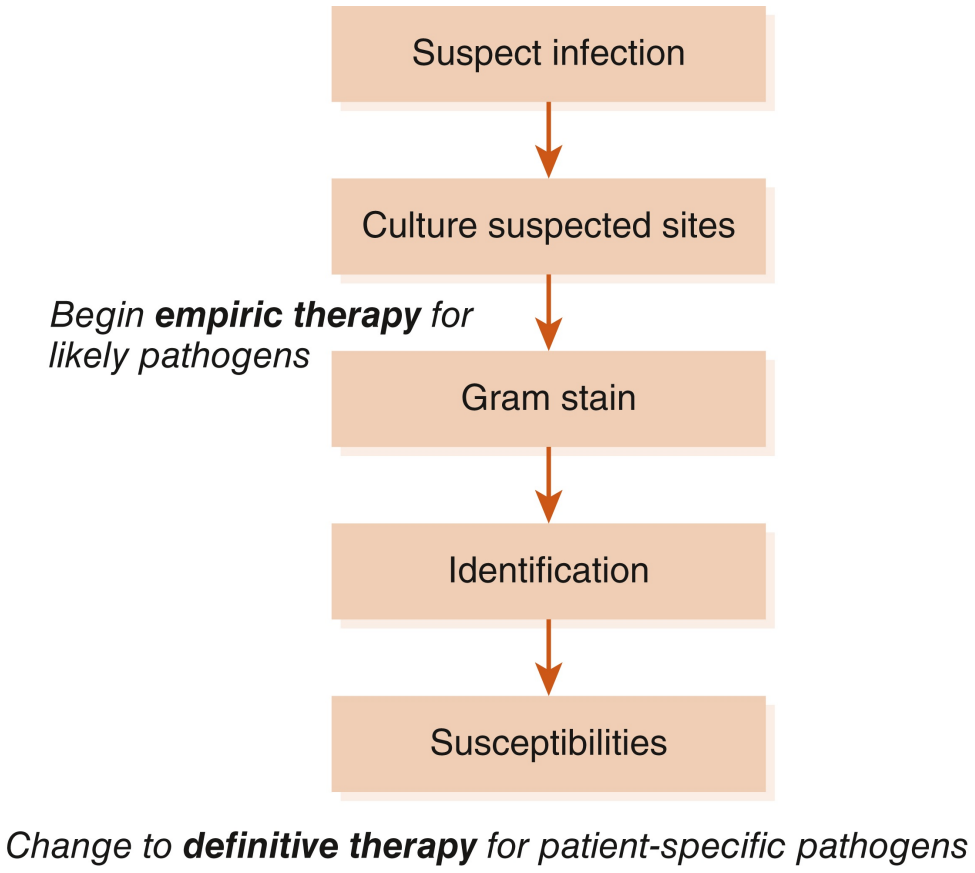 Suspect infection
Culture suspected sites
Begin empiric therapy for
likely pathogens
Gram stain
Identification
Susceptibilities
Change to definitive therapy for patient-specific pathogens